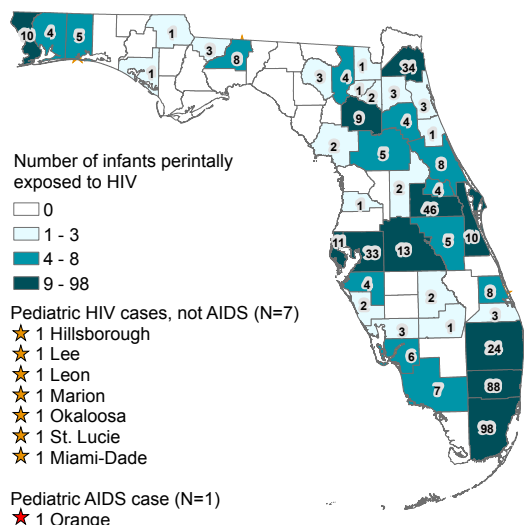 10 4 5 1 1 3 8 3 4 1 34
1 2 3 3
9 4 1
2 5 8
2 4
1 46
11 33 13 5 10
4 2 8
2 3 1 3
6 24
7 88
98
Number of infants perintally
exposed to HIV
0
1 - 3
4 - 8
9 - 98
Pediatric HIV cases, not AIDS (N=7)
1 Hillsborough
1 Lee
1 Leon
1 Marion
1 Okaloosa
1 St. Lucie
1 Miami-Dade
Pediatric AIDS case (N=1)
1 Orange